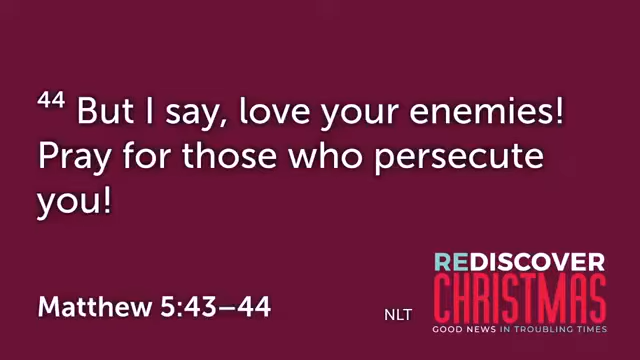 44 But I say, love your enemies!
Pray for those who persecute
you!
Matthew 5:43–44
NLT
REDISCOVER
CHRISTMAS
GOOD NEWS IN TROUBLING TIMES